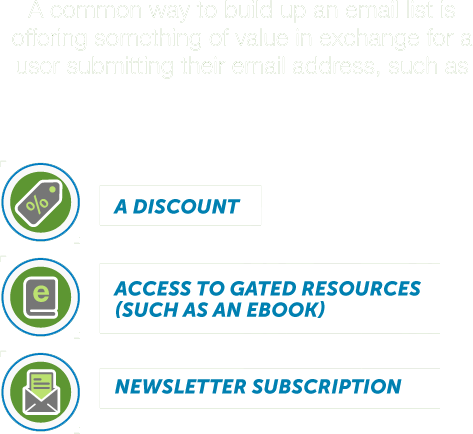 A common way to build up an email list is
offering something of value in exchange for a
user submitting their email address, such as
%
A DISCOUNT
e
ACCESS TO GATED RESOURCES
(SUCH AS AN EBOOK)
NEWSLETTER SUBSCRIPTION